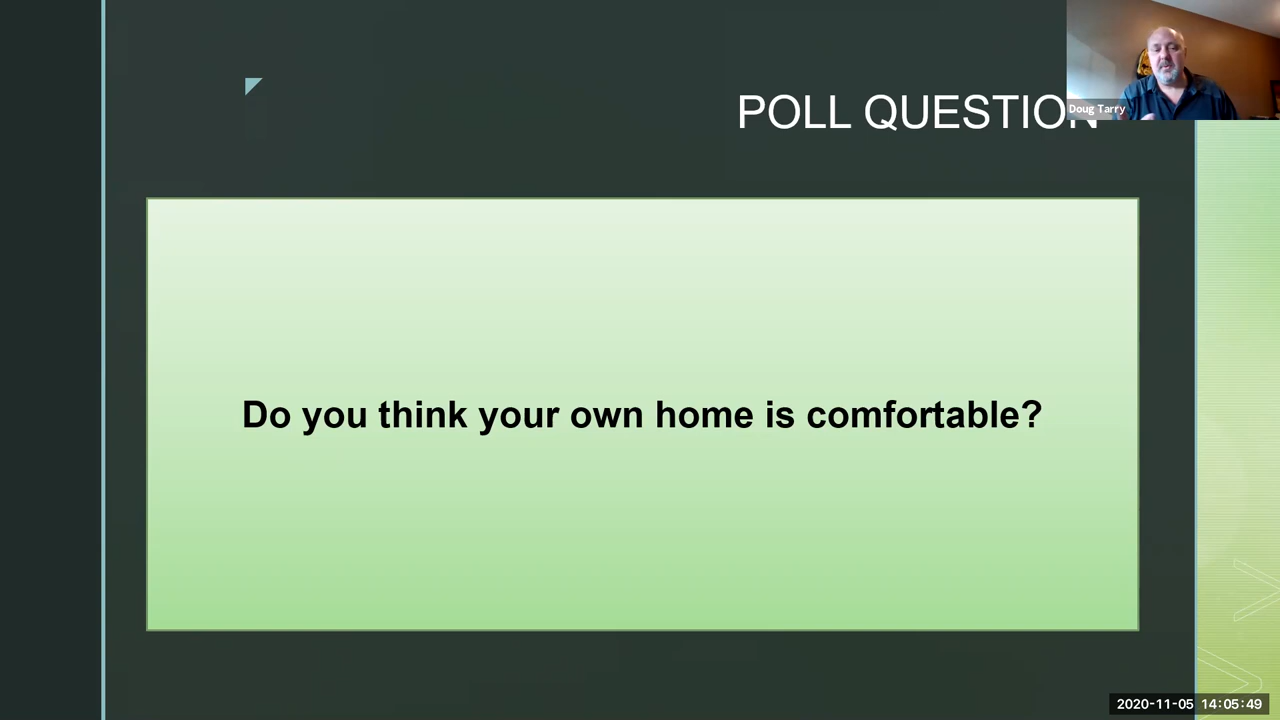 POLL QUESTION
Doug Tarry
Do you think your own home is comfortable?
2020-11-05 14:05:49